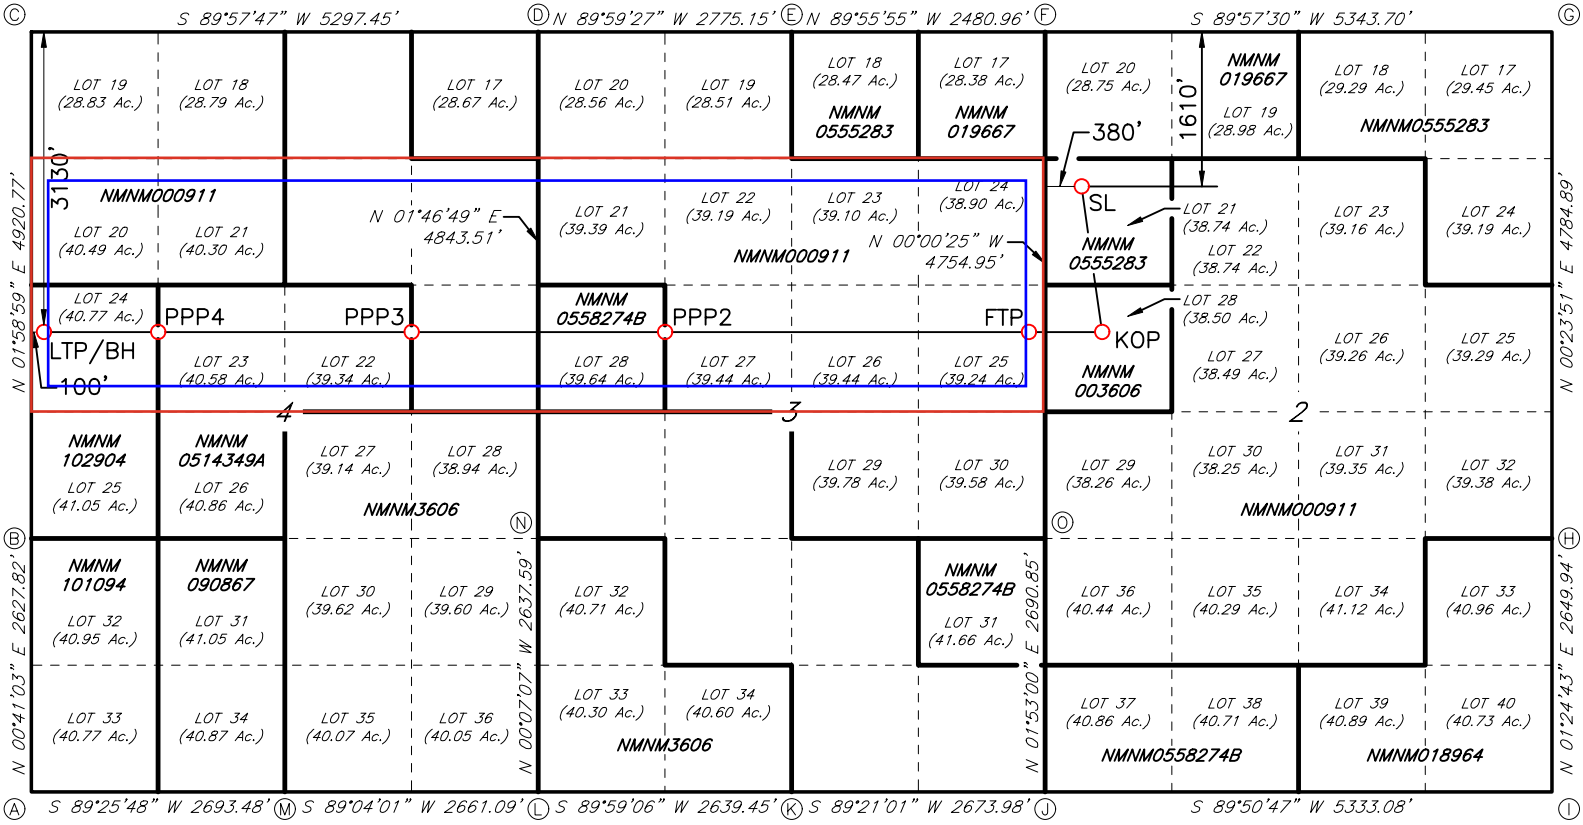 C
S 89°57'47" W 5297.45'
D
N 89°59'27" W 2775.15'
E
N 89°55'55" W 2480.96'
F
S 89°57'30" W 5343.70'
G
LOT 19
(28.83 Ac.)
LOT 18
(28.79 Ac.)
LOT 17
(28.67 Ac.)
LOT 20
(28.56 Ac.)
LOT 19
(28.51 Ac.)
LOT 18
(28.47 Ac.)
NMNM
0555283
LOT 17
(28.38 Ac.)
NMNM
019667
LOT 20
(28.75 Ac.)
NMNM
019667
LOT 19
(28.98 Ac.)
LOT 18
(29.29 Ac.)
LOT 17
(29.45 Ac.)
NMNM0555283
1610'
380'
3130'
N 01°58'59" E 4920.77'
NMNM000911
LOT 20
(40.49 Ac.)
LOT 21
(40.30 Ac.)
N 01°46'49" E
4843.51'
LOT 21
(39.39 Ac.)
LOT 22
(39.19 Ac.)
LOT 23
(39.10 Ac.)
LOT 24
(38.90 Ac.)
NMNM000911
N 00°00'25" W
4754.95'
SL
LOT 21
(38.74 Ac.)
NMNM
0555283
LOT 22
(38.74 Ac.)
LOT 23
(39.16 Ac.)
LOT 24
(39.19 Ac.)
N 00°23'51" E 4784.89'
LOT 24
(40.77 Ac.)
PPP4
PPP3
NMNM
0558274B
PPP2
FTP
KOP
LOT 28
(38.50 Ac.)
LTP/BH
100'
LOT 23
(40.58 Ac.)
LOT 22
(39.34 Ac.)
LOT 28
(39.64 Ac.)
LOT 27
(39.44 Ac.)
LOT 26
(39.44 Ac.)
LOT 25
(39.24 Ac.)
NMNM
003606
LOT 27
(38.49 Ac.)
LOT 26
(39.26 Ac.)
LOT 25
(39.29 Ac.)
4
3
2
NMNM
102904
LOT 25
(41.05 Ac.)
NMNM
0514349A
LOT 26
(40.86 Ac.)
LOT 27
(39.14 Ac.)
LOT 28
(38.94 Ac.)
NMNM3606
LOT 29
(39.78 Ac.)
LOT 30
(39.58 Ac.)
LOT 29
(38.26 Ac.)
LOT 30
(38.25 Ac.)
LOT 31
(39.35 Ac.)
LOT 32
(39.38 Ac.)
NMNM000911
B
N
O
H
N 00°41'03" E 2627.82'
NMNM
101094
LOT 32
(40.95 Ac.)
NMNM
090867
LOT 31
(41.05 Ac.)
LOT 30
(39.62 Ac.)
LOT 29
(39.60 Ac.)
N 00°07'07" W 2637.59'
LOT 32
(40.71 Ac.)
NMNM
0558274B
LOT 31
(41.66 Ac.)
N 01°53'00" E 2690.85'
LOT 36
(40.44 Ac.)
LOT 35
(40.29 Ac.)
LOT 34
(41.12 Ac.)
LOT 33
(40.96 Ac.)
N 01°24'43" E 2649.94'
LOT 33
(40.77 Ac.)
LOT 34
(40.87 Ac.)
LOT 35
(40.07 Ac.)
LOT 36
(40.05 Ac.)
LOT 33
(40.30 Ac.)
LOT 34
(40.60 Ac.)
NMNM3606
LOT 37
(40.86 Ac.)
LOT 38
(40.71 Ac.)
NMNM0558274B
LOT 39
(40.89 Ac.)
LOT 40
(40.73 Ac.)
NMNM018964
A
S 89°25'48" W 2693.48'
M
S 89°04'01" W 2661.09'
L
S 89°59'06" W 2639.45'
K
S 89°21'01" W 2673.98'
J
S 89°50'47" W 5333.08'
I